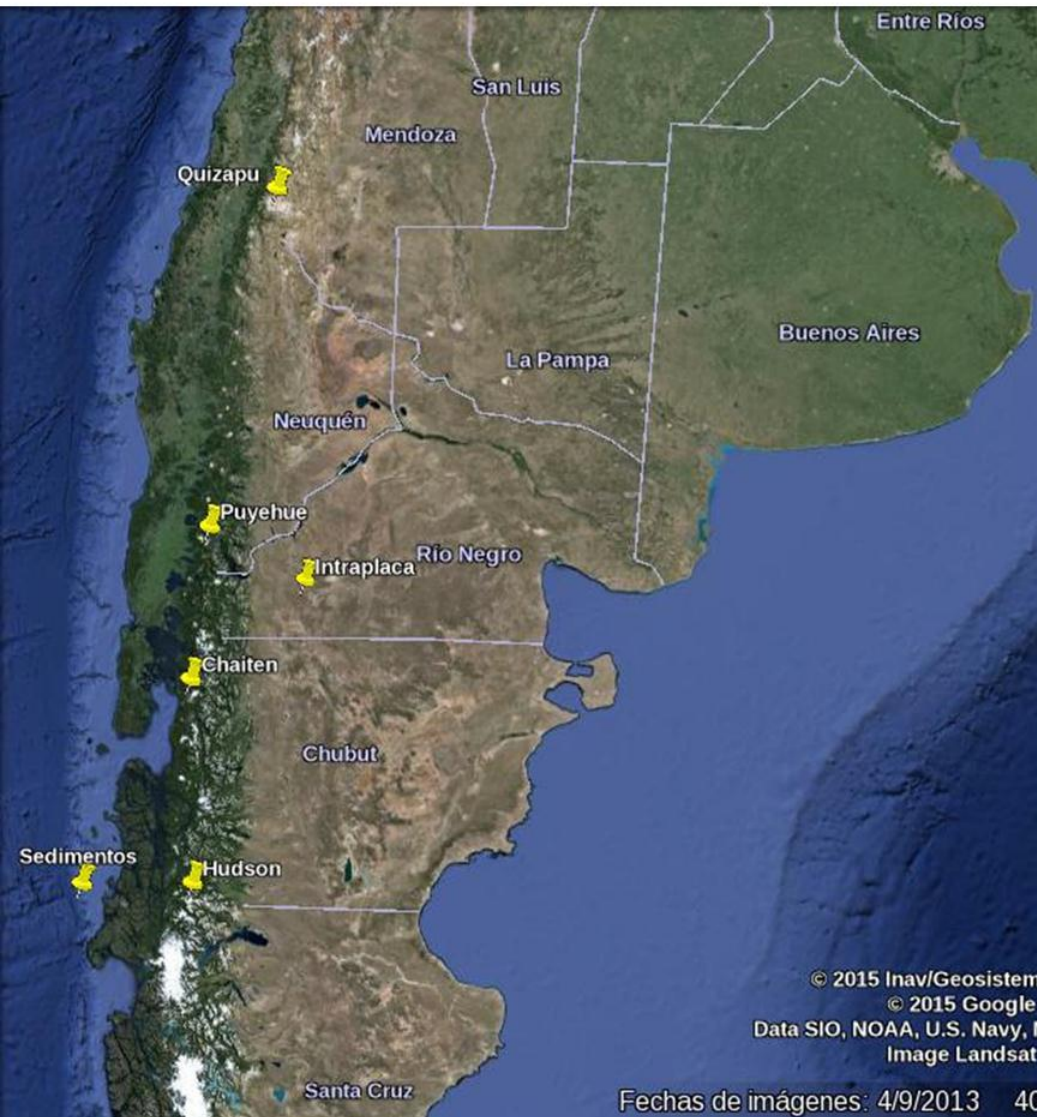 Entre Ríos
San Luis
Mendoza
Quizapu
Buenos Aires
La Pampa
Neuquén
Puyehue
Río Negro
Intraplaca
Chaiten
Chubut
Sedimentos
Hudson
© 2015 Inav/Geosistem
© 2015 Google
Data SIO, NOAA, U.S. Navy,
Image Landsat
Santa Cruz
Fechas de imágenes: 4/9/2013 40